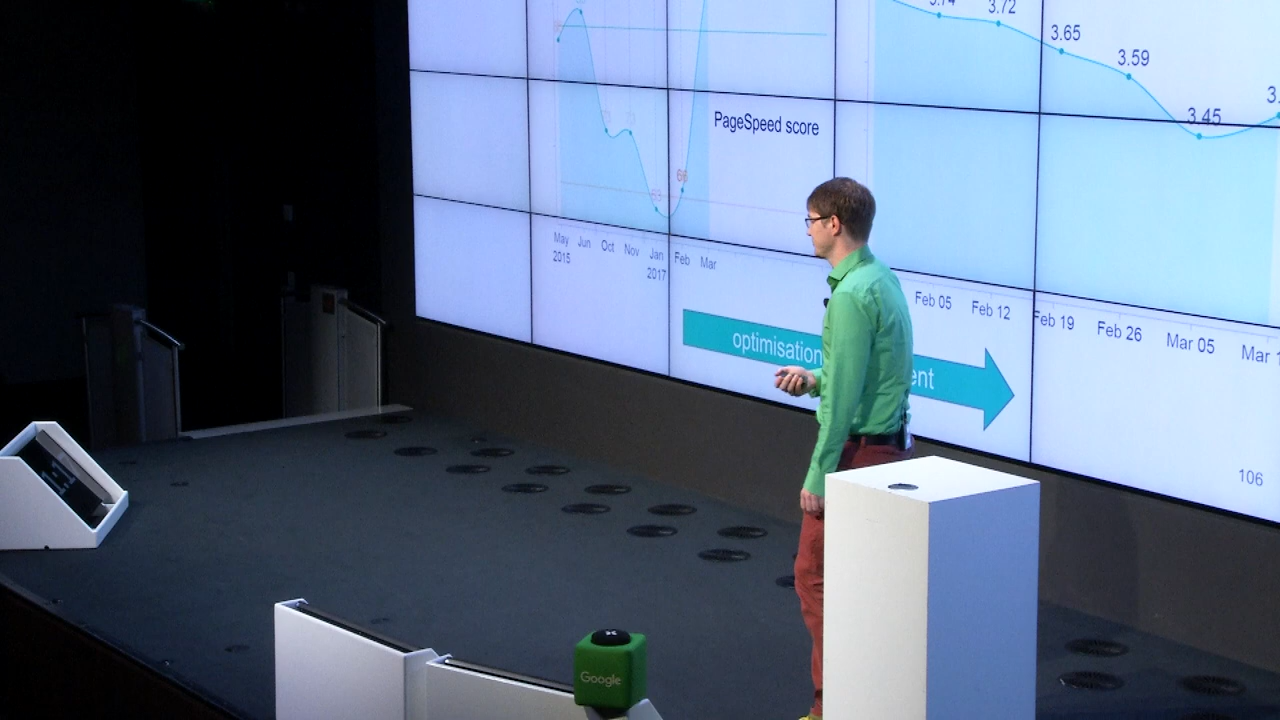 3.72
3.65
3.59
3.45
PageSpeed score
66
May Jun Oct Nov Jan Feb Mar
2015 2017
Feb 05 Feb 12 Feb 19 Feb 26 Mar 05 Mar
optimisation
106
Google